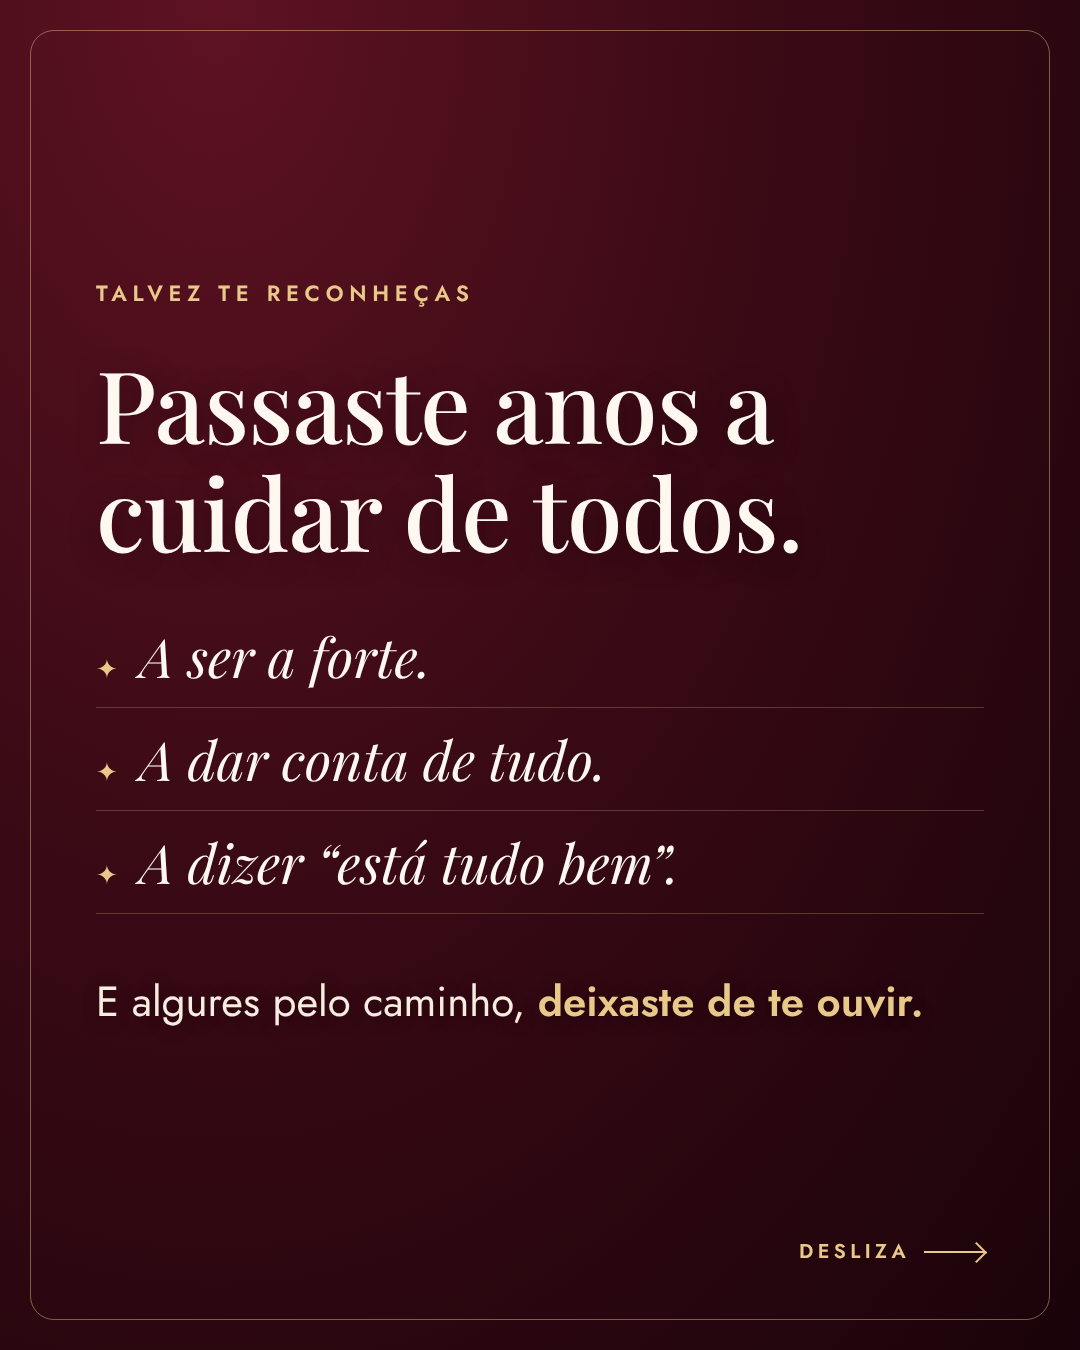 TALVEZ TE RECONHEÇAS
Passaste anos a
cuidar de todos.
A ser a forte.
A dar conta de tudo.
A dizer “está tudo bem”.
E algures pelo caminho, deixaste de te ouvir.
DESLIZA